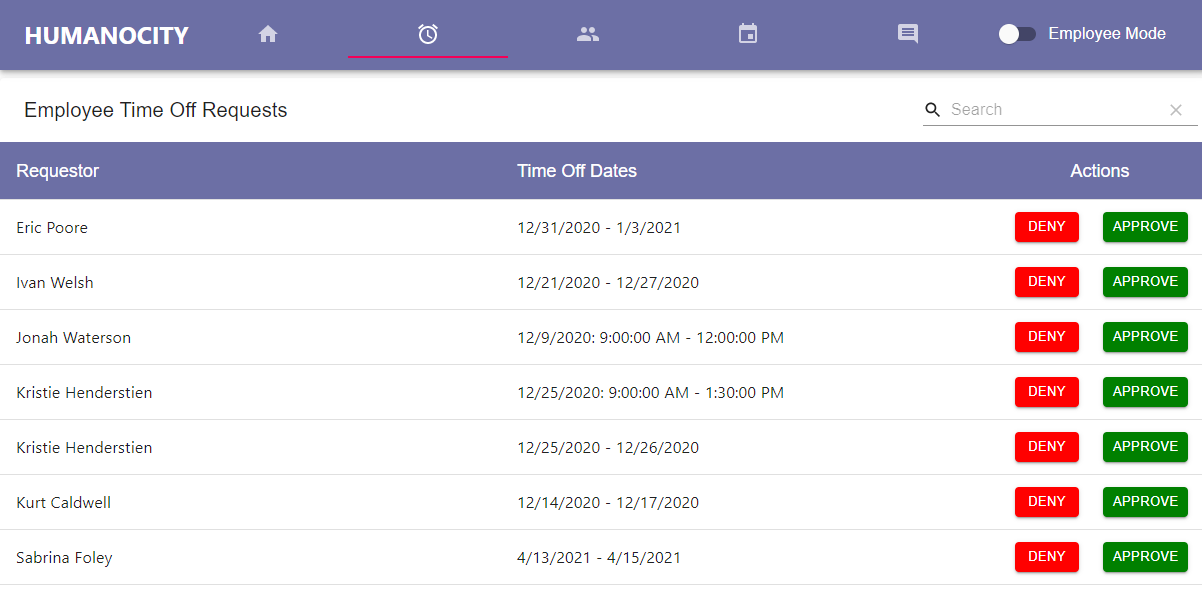 HUMANOCITY Employee Mode
Employee Time Off Requests Search
Requestor Time Off Dates Actions
Eric Poore 12/31/2020 - 1/3/2021 DENY APPROVE
Ivan Welsh 12/21/2020 - 12/27/2020 DENY APPROVE
Jonah Waterson 12/9/2020: 9:00:00 AM - 12:00:00 PM DENY APPROVE
Kristie Henderstien 12/25/2020: 9:00:00 AM - 1:30:00 PM DENY APPROVE
Kristie Henderstien 12/25/2020 - 12/26/2020 DENY APPROVE
Kurt Caldwell 12/14/2020 - 12/17/2020 DENY APPROVE
Sabrina Foley 4/13/2021 - 4/15/2021 DENY APPROVE